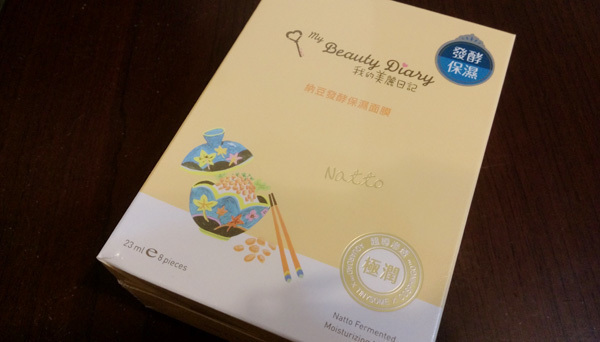 My Beauty Diary
我的美麗日記
發酵
保濕
納豆發酵保濕面膜
Natto
極潤
23 ml ℮ 8 pieces
Natto Fermented
Moisturizing